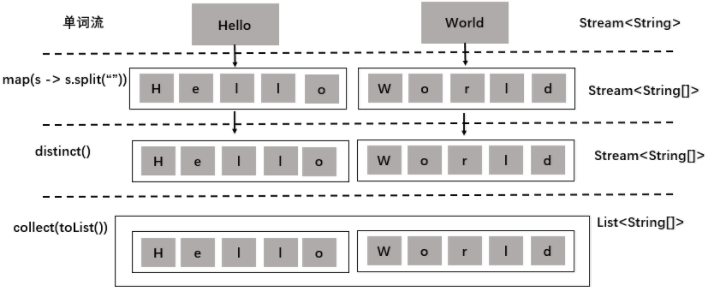 单词流 Hello World Stream<String>
map(s -> s.split(“”)) H e l l o W o r l d Stream<String[]>
distinct() H e l l o W o r l d Stream<String[]>
collect(toList()) H e l l o W o r l d List<String[]>